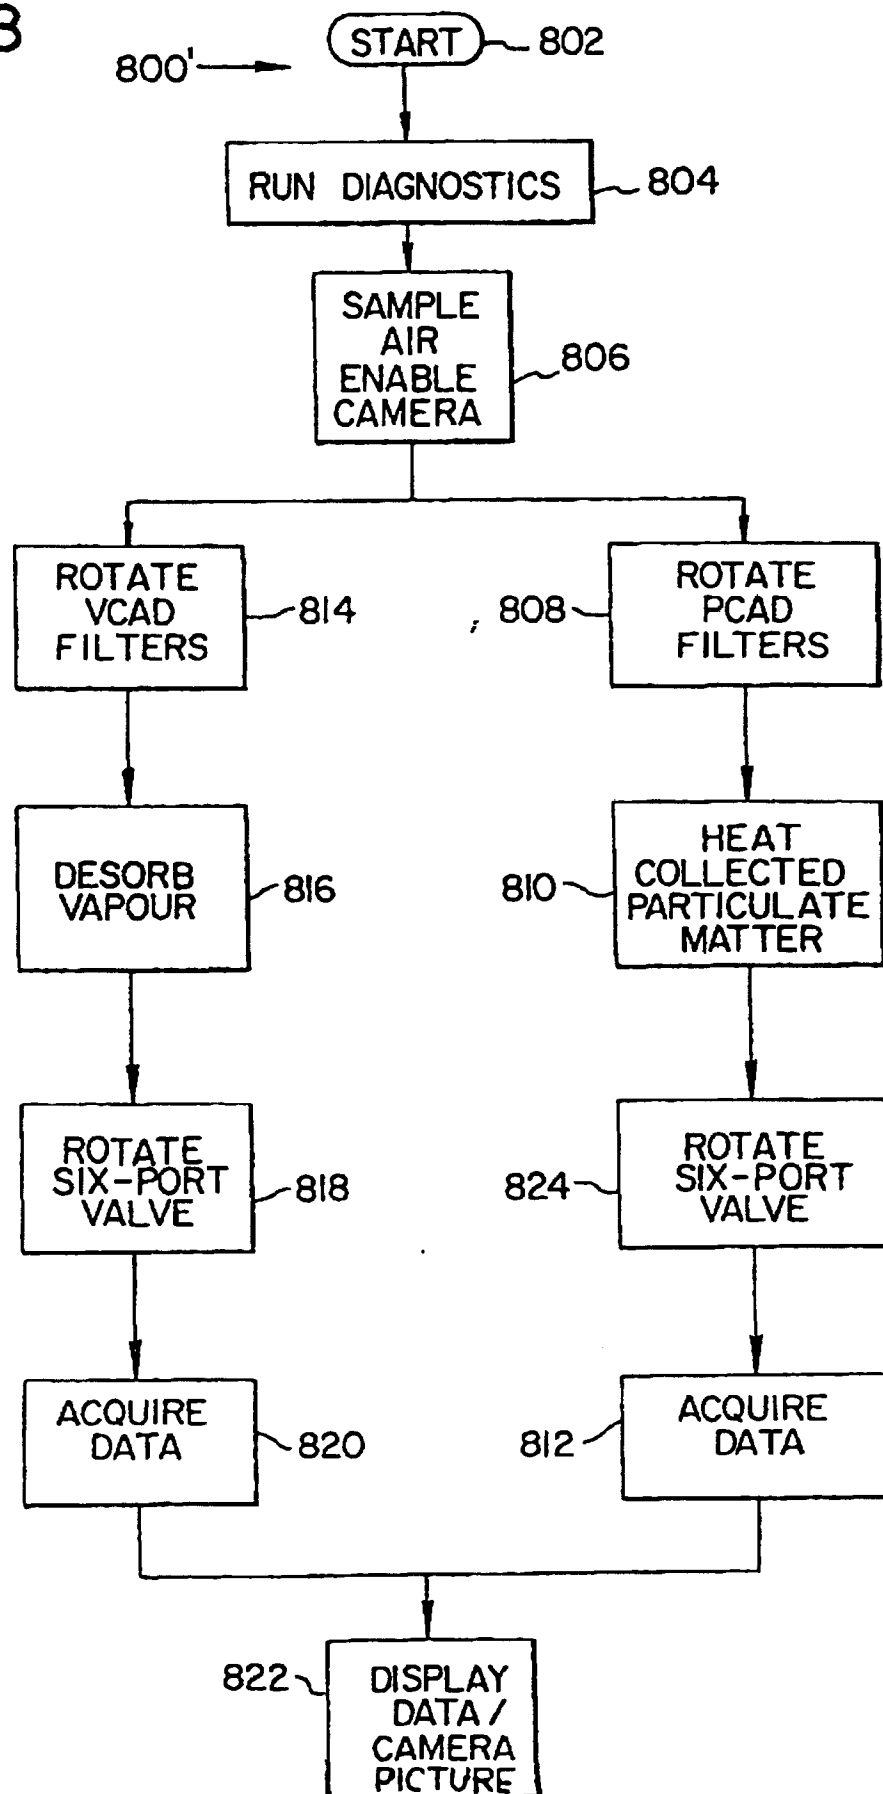 START
802
800'
RUN DIAGNOSTICS
804
SAMPLE
AIR
ENABLE
CAMERA
806
ROTATE
VCAD
FILTERS
814
808
ROTATE
PCAD
FILTERS
DESORB
VAPOUR
816
810
HEAT
COLLECTED
PARTICULATE
MATTER
ROTATE
SIX-PORT
VALVE
818
824
ROTATE
SIX-PORT
VALVE
ACQUIRE
DATA
820
812
ACQUIRE
DATA
822
DISPLAY
DATA/
CAMERA
PICTURE